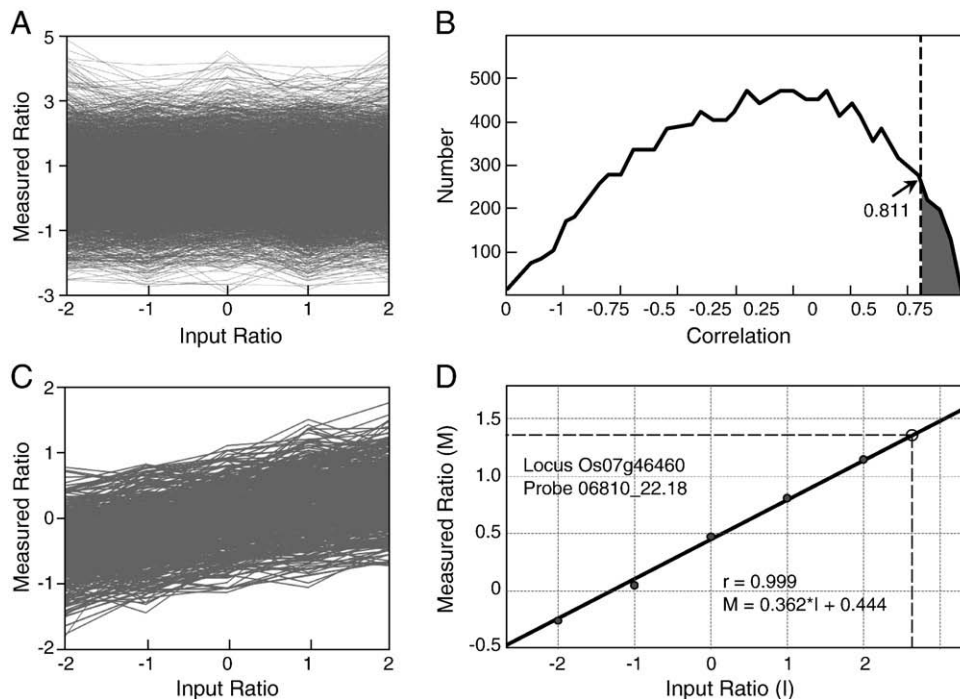 A
5
3
1
-1
-3
Measured Ratio
-2 -1 0 1 2
Input Ratio
B
500
400
300
200
100
Number
0.811
0 -1 -0.75 -0.5 -0.25 0.25 0 0.5 0.75
Correlation
C
2
1
0
-1
-2
Measured Ratio
-2 -1 0 1 2
Input Ratio
D
1.5
1.0
0.5
0
-0.5
Measured Ratio (M)
Locus Os07g46460
Probe 06810_22.18
r = 0.999
M = 0.362*I + 0.444
-2 -1 0 1 2
Input Ratio (I)